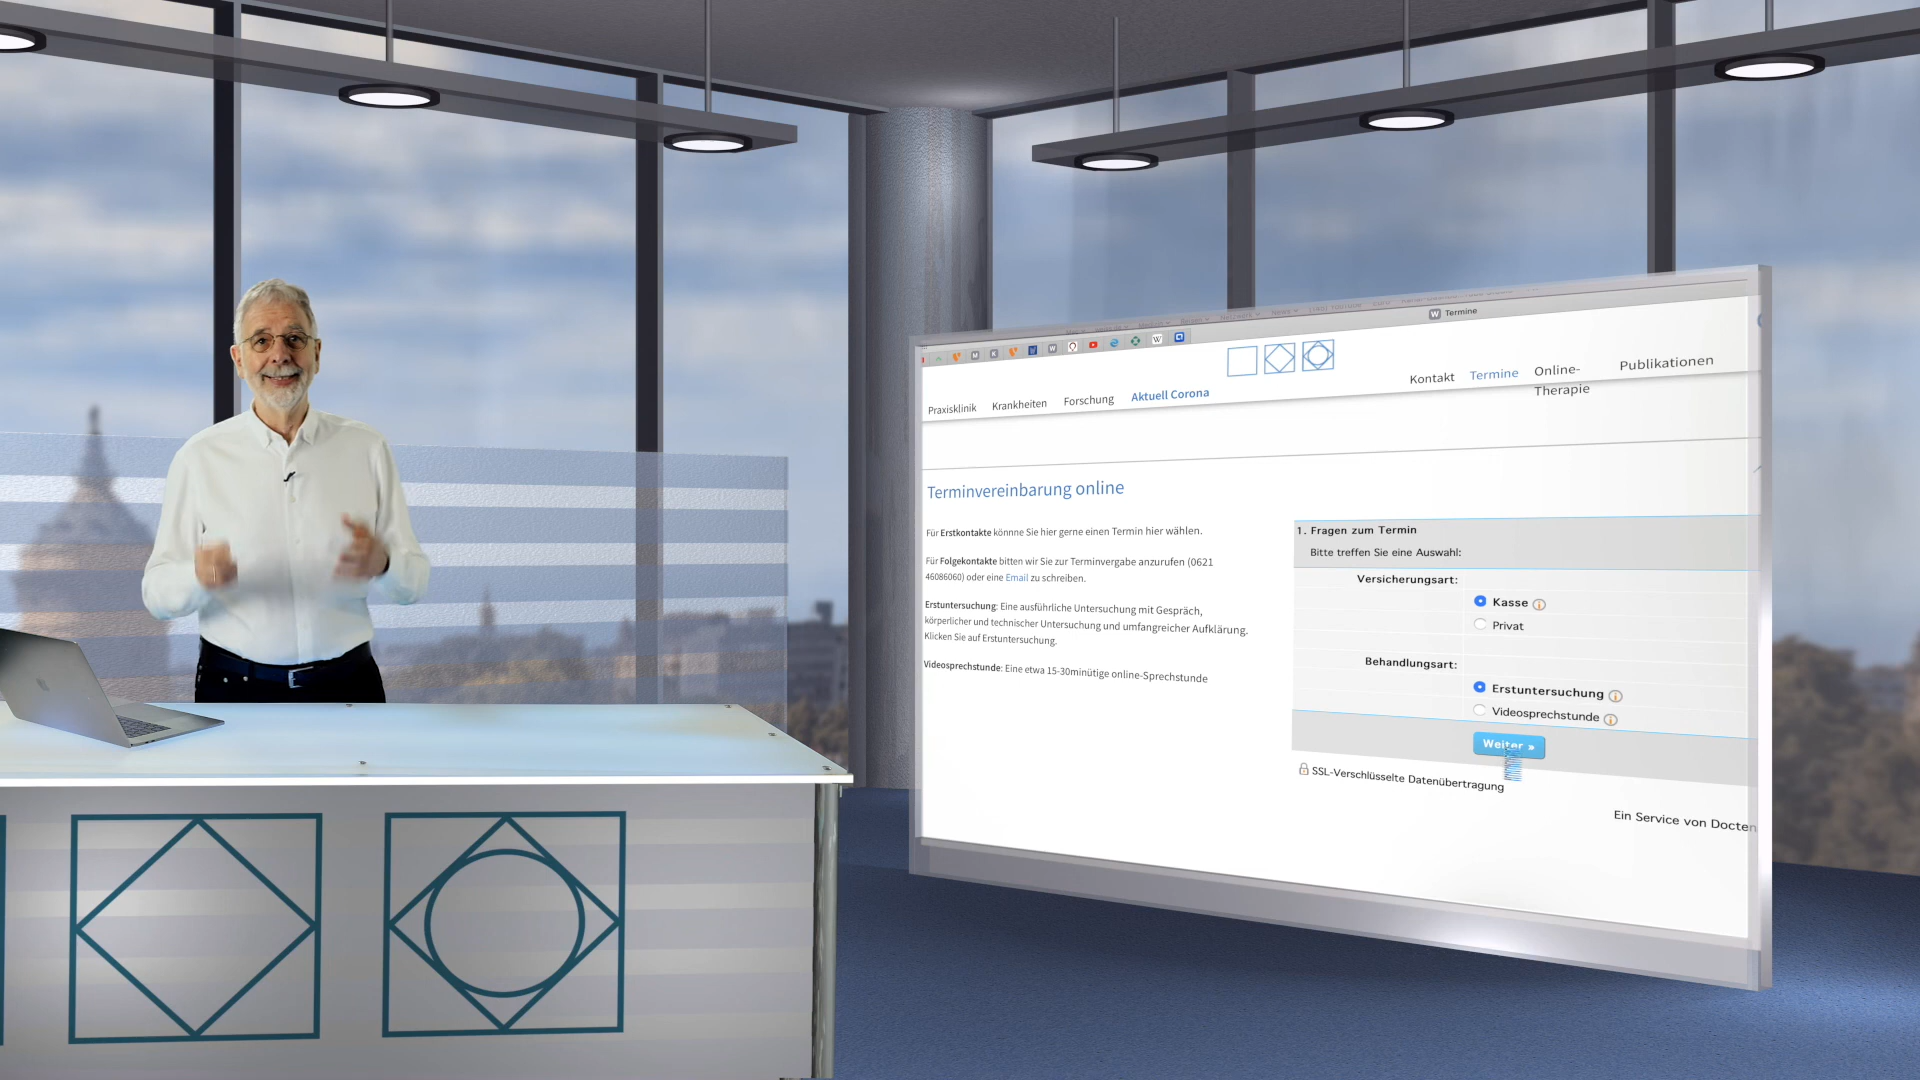 Termine
Praxisklinik Krankheiten Forschung Aktuell Corona Kontakt Termine Online-Therapie Publikationen
Terminvereinbarung online
Für Erstkontakte könnne Sie hier gerne einen Termin hier wählen.
Für Folgekontakte bitten wir Sie zur Terminvergabe anzurufen (0621
46086060) oder eine Email zu schreiben.
Erstuntersuchung: Eine ausführliche Untersuchung mit Gespräch,
körperlicher und technischer Untersuchung und umfangreicher Aufklärung.
Klicken Sie auf Erstuntersuchung.
Videosprechstunde: Eine etwa 15-30minütige online-Sprechstunde
1. Fragen zum Termin
Bitte treffen Sie eine Auswahl:
Versicherungsart:
Kasse
Privat
Behandlungsart:
Erstuntersuchung
Videosprechstunde
Weiter »
SSL-Verschlüsselte Datenübertragung
Ein Service von Docten